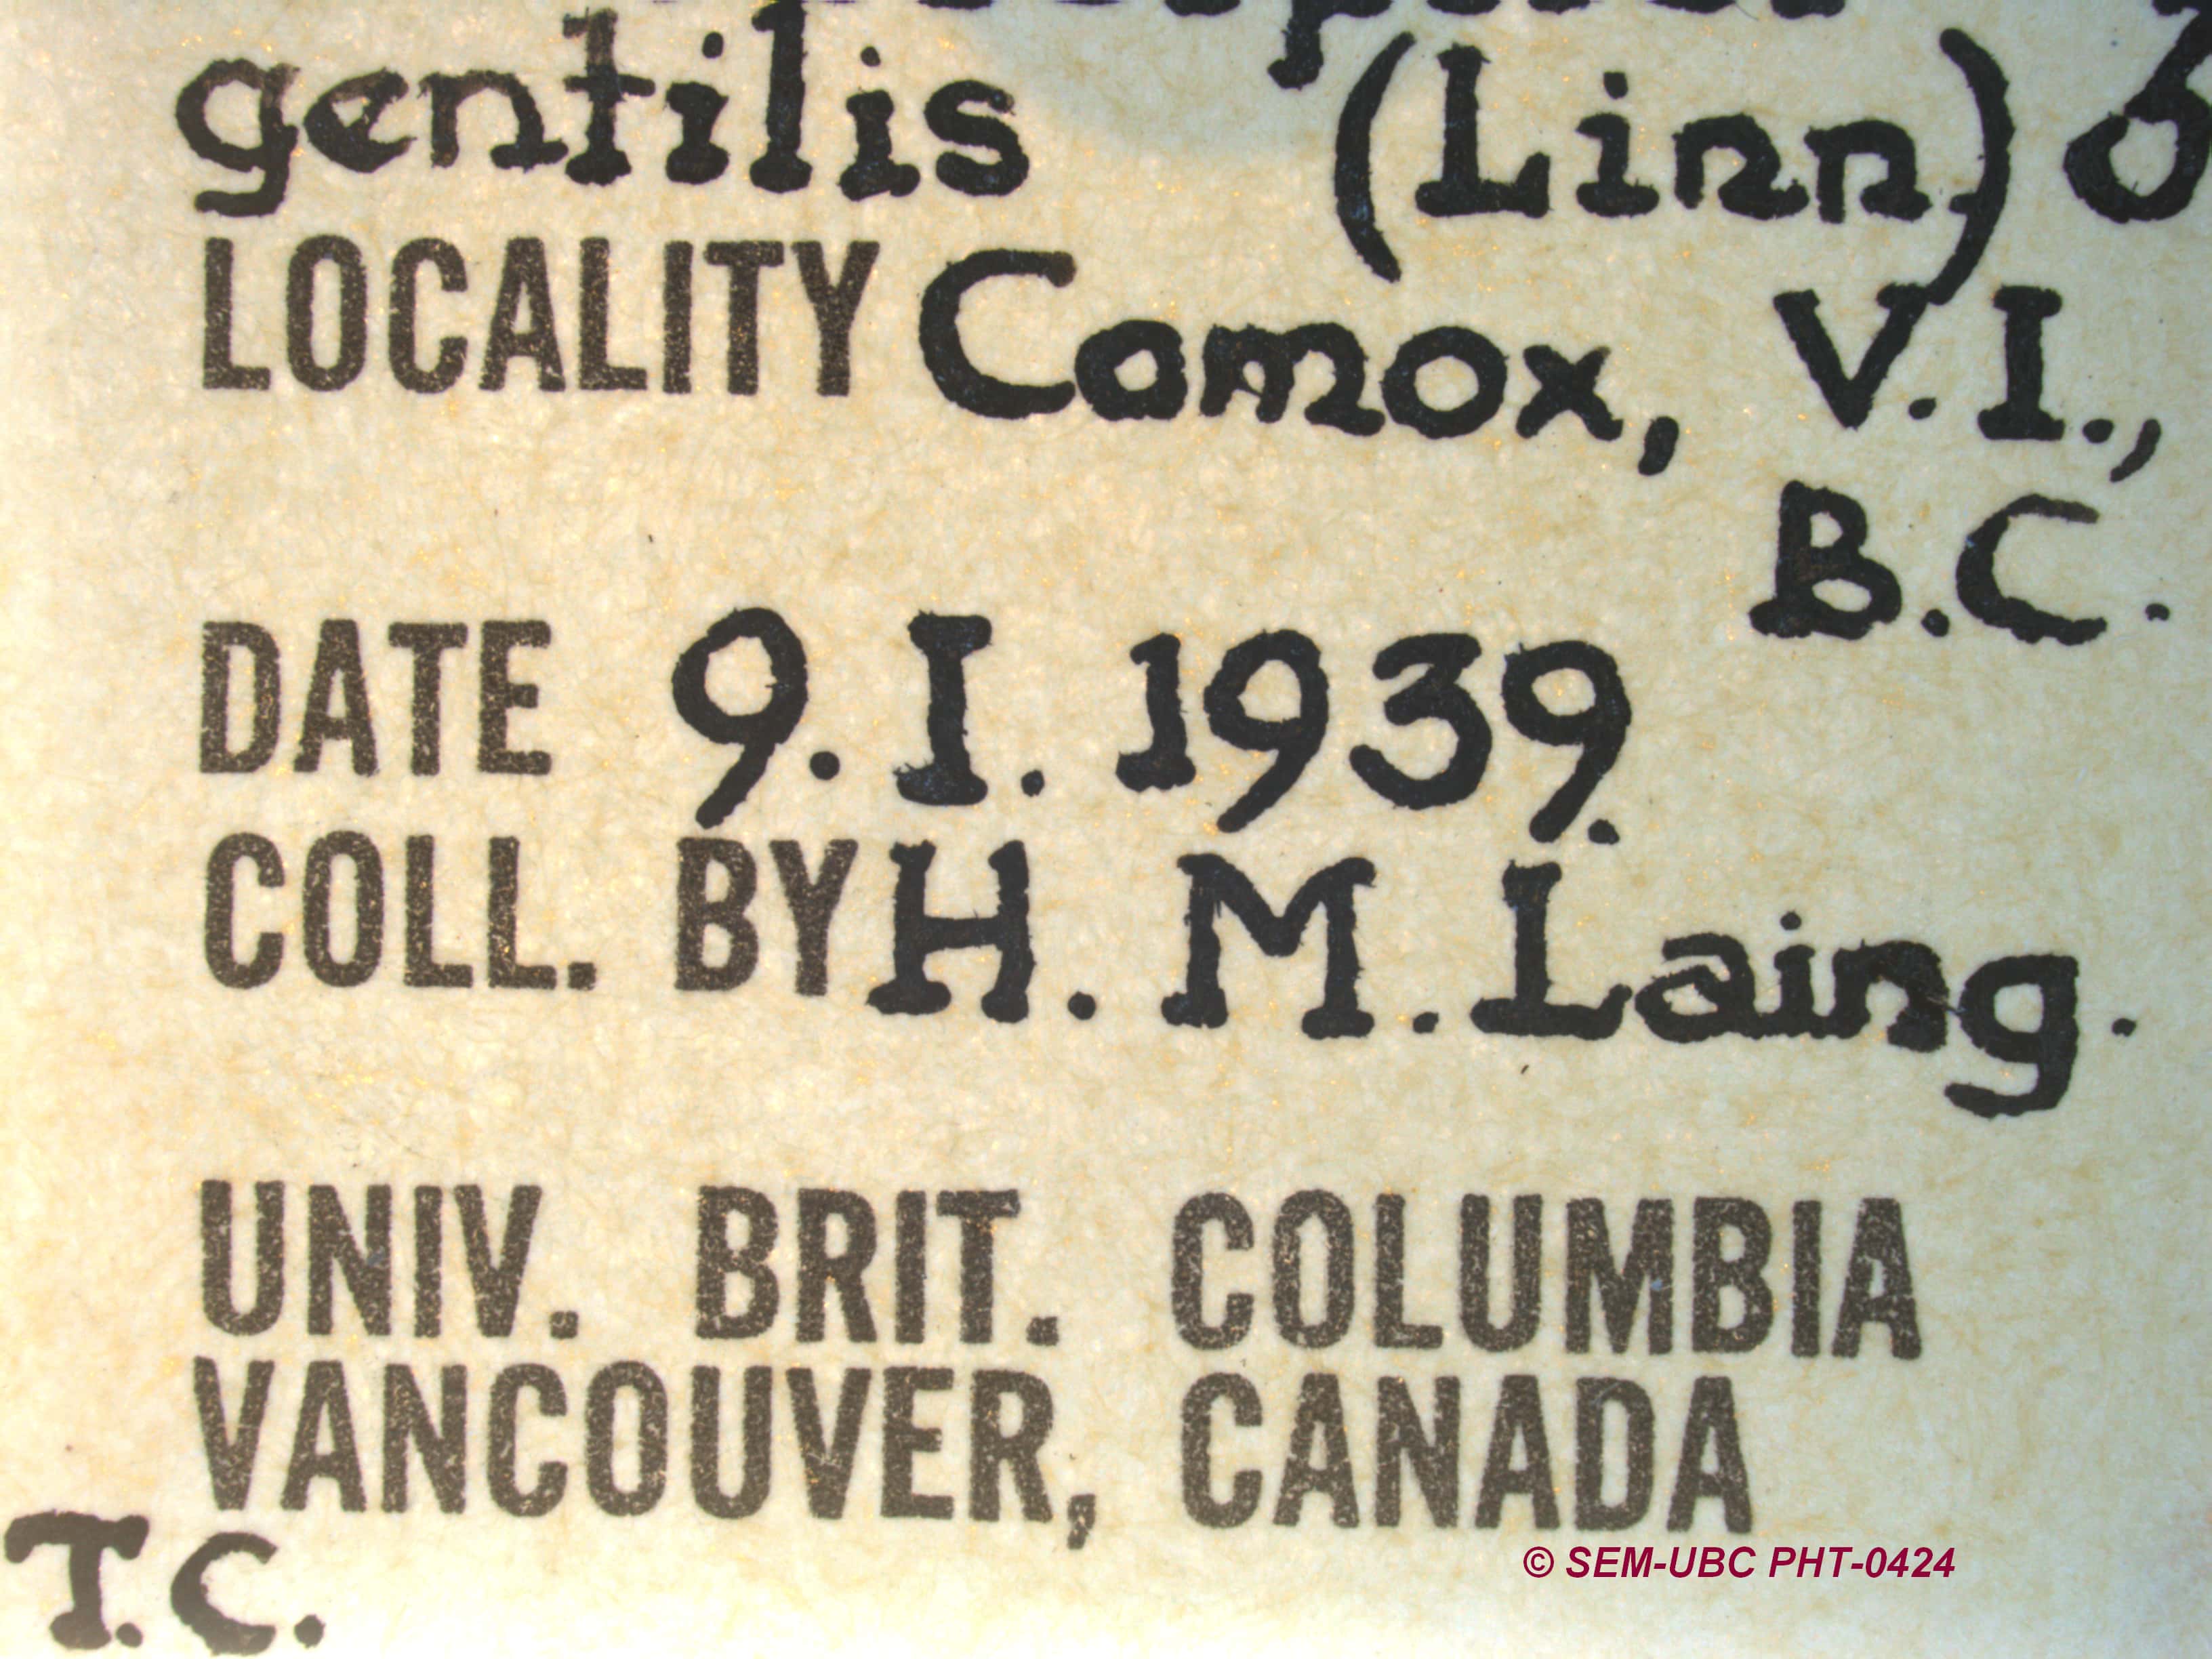 gentilis (Linn) ♂
LOCALITY Comox, V.I.,
B.C.
DATE 9. I. 1939.
COLL. BY H. M. Laing.
UNIV. BRIT. COLUMBIA
VANCOUVER, CANADA
T.C.
© SEM-UBC PHT-0424